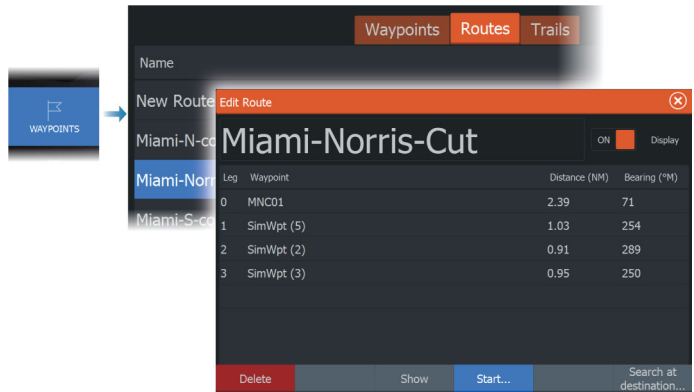 WAYPOINTS
Waypoints Routes Trails
Name
New Route
Miami-N-co
Miami-Norr
Miami-S-co
Edit Route
Miami-Norris-Cut
ON Display
Leg Waypoint Distance (NM) Bearing (°M)
0 MNC01 2.39 71
1 SimWpt (5) 1.03 254
2 SimWpt (2) 0.91 289
3 SimWpt (3) 0.95 250
Delete Show Start... Search at
destination...